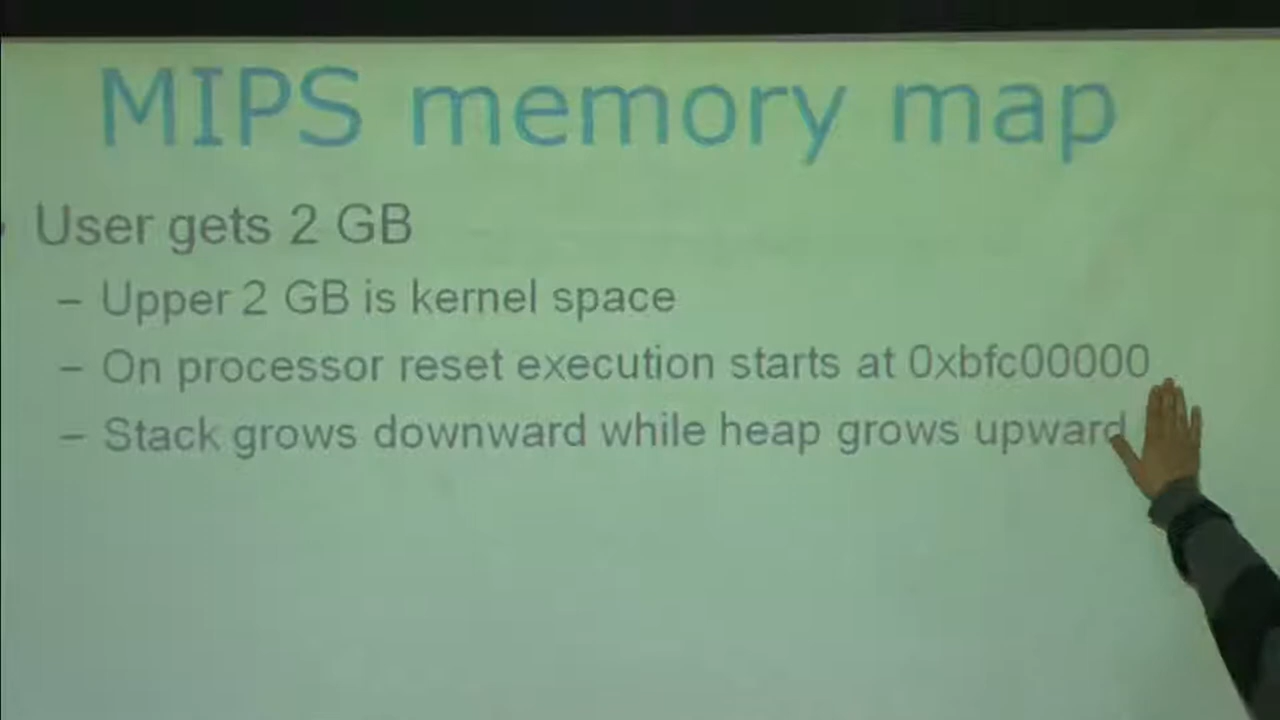 MIPS memory map
User gets 2 GB
– Upper 2 GB is kernel space
– On processor reset execution starts at 0xbfc00000
– Stack grows downward while heap grows upward